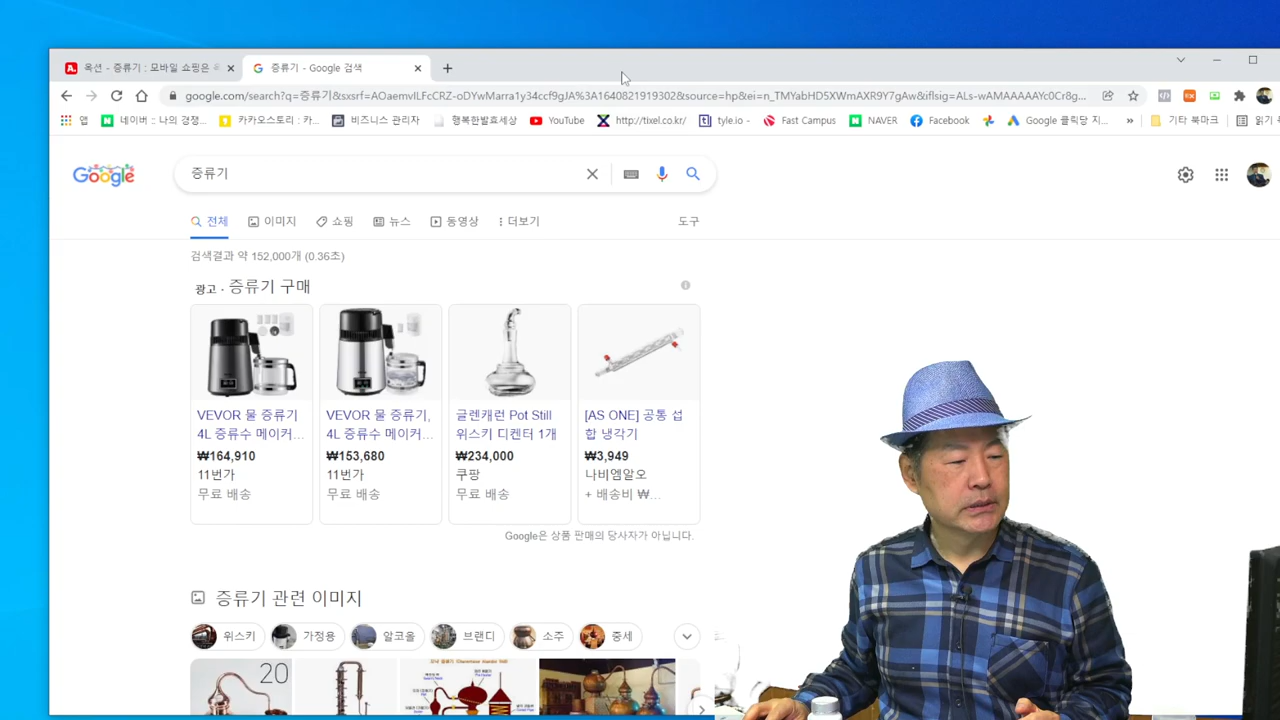 옥션 - 증류기 : 모바일 쇼핑은 옥
증류기 - Google 검색
google.com/search?q=증류기&sxsrf=AOaemvILFcCRZ-oDYwMarra1y34ccf9gJA%3A1640821919302&source=hp&ei=n_TMYabHD5XWmAXR9Y7gAw&iflsig=ALs-wAMAAAAAYc0Cr8g...
앱
네이버 :: 나의 경쟁...
카카오스토리 : 카...
비즈니스 관리자
행복한발효세상
YouTube
http://tixel.co.kr/
tyle.io -
Fast Campus
NAVER
Facebook
Google 클릭당 지...
»
기타 북마크
읽기 목
Google
증류기
전체
이미지
쇼핑
뉴스
동영상
더보기
도구
검색결과 약 152,000개 (0.36초)
광고 · 증류기 구매
VEVOR 물 증류기
4L 증류수 메이커...
₩164,910
11번가
무료 배송
VEVOR 물 증류기,
4L 증류수 메이커...
₩153,680
11번가
무료 배송
글렌캐런 Pot Still
위스키 디켄터 1개
₩234,000
쿠팡
무료 배송
[AS ONE] 공통 섭
합 냉각기
₩3,949
나비엠알오
+ 배송비 ₩...
Google은 상품 판매의 당사자가 아닙니다.
증류기 관련 이미지
위스키
가정용
알코올
브랜디
소주
중세
20